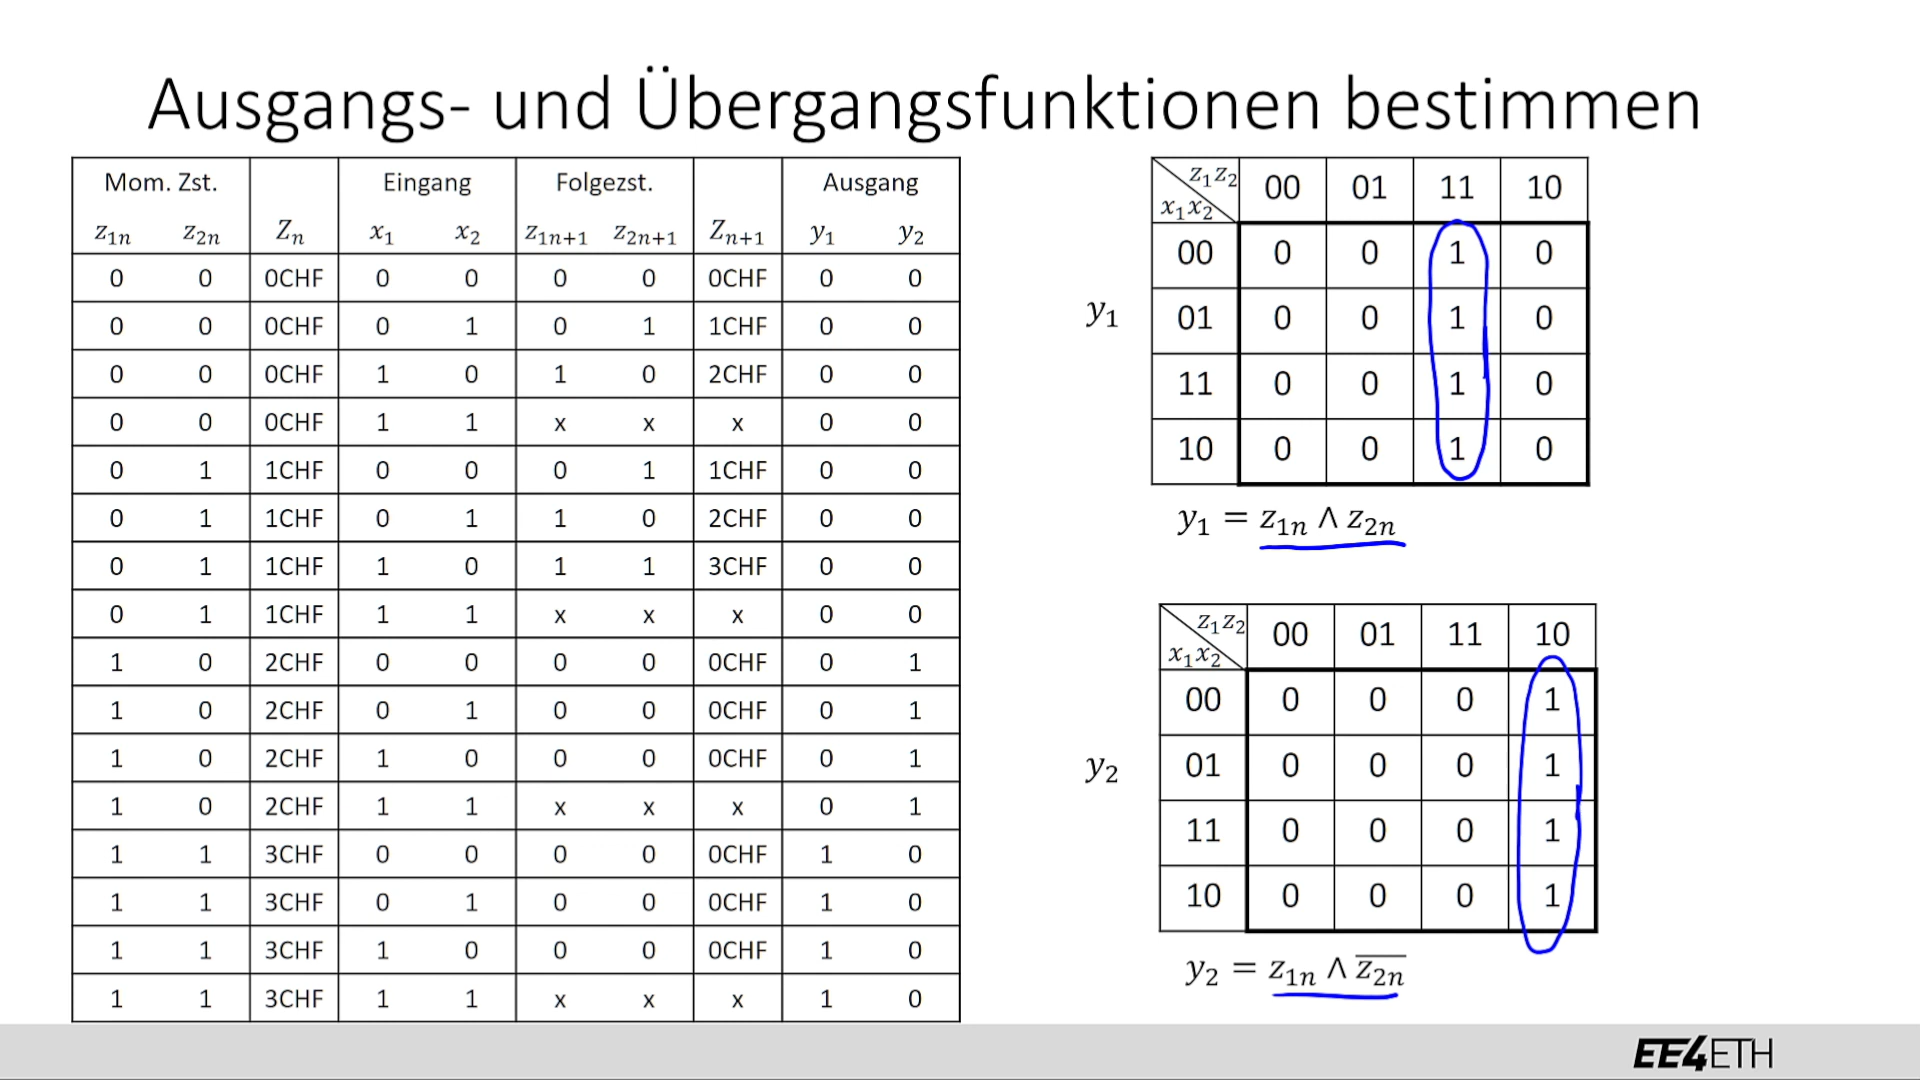 Ausgangs- und Übergangsfunktionen bestimmen
Mom. Zst. Eingang Folgezst. Ausgang
z1n z2n Zn x1 x2 z1n+1 z2n+1 Zn+1 y1 y2
0 0 0CHF 0 0 0 0 0CHF 0 0
0 0 0CHF 0 1 0 1 1CHF 0 0
0 0 0CHF 1 0 1 0 2CHF 0 0
0 0 0CHF 1 1 x x x 0 0
0 1 1CHF 0 0 0 1 1CHF 0 0
0 1 1CHF 0 1 1 0 2CHF 0 0
0 1 1CHF 1 0 1 1 3CHF 0 0
0 1 1CHF 1 1 x x x 0 0
1 0 2CHF 0 0 0 0 0CHF 0 1
1 0 2CHF 0 1 0 0 0CHF 0 1
1 0 2CHF 1 0 0 0 0CHF 0 1
1 0 2CHF 1 1 x x x 0 1
1 1 3CHF 0 0 0 0 0CHF 1 0
1 1 3CHF 0 1 0 0 0CHF 1 0
1 1 3CHF 1 0 0 0 0CHF 1 0
1 1 3CHF 1 1 x x x 1 0
y1
z1z2 00 01 11 10
x1x2
00 0 0 1 0
01 0 0 1 0
11 0 0 1 0
10 0 0 1 0
y1 = z1n ∧ z2n
y2
z1z2 00 01 11 10
x1x2
00 0 0 0 1
01 0 0 0 1
11 0 0 0 1
10 0 0 0 1
y2 = z1n ∧ z̅2̅n̅
EE4ETH